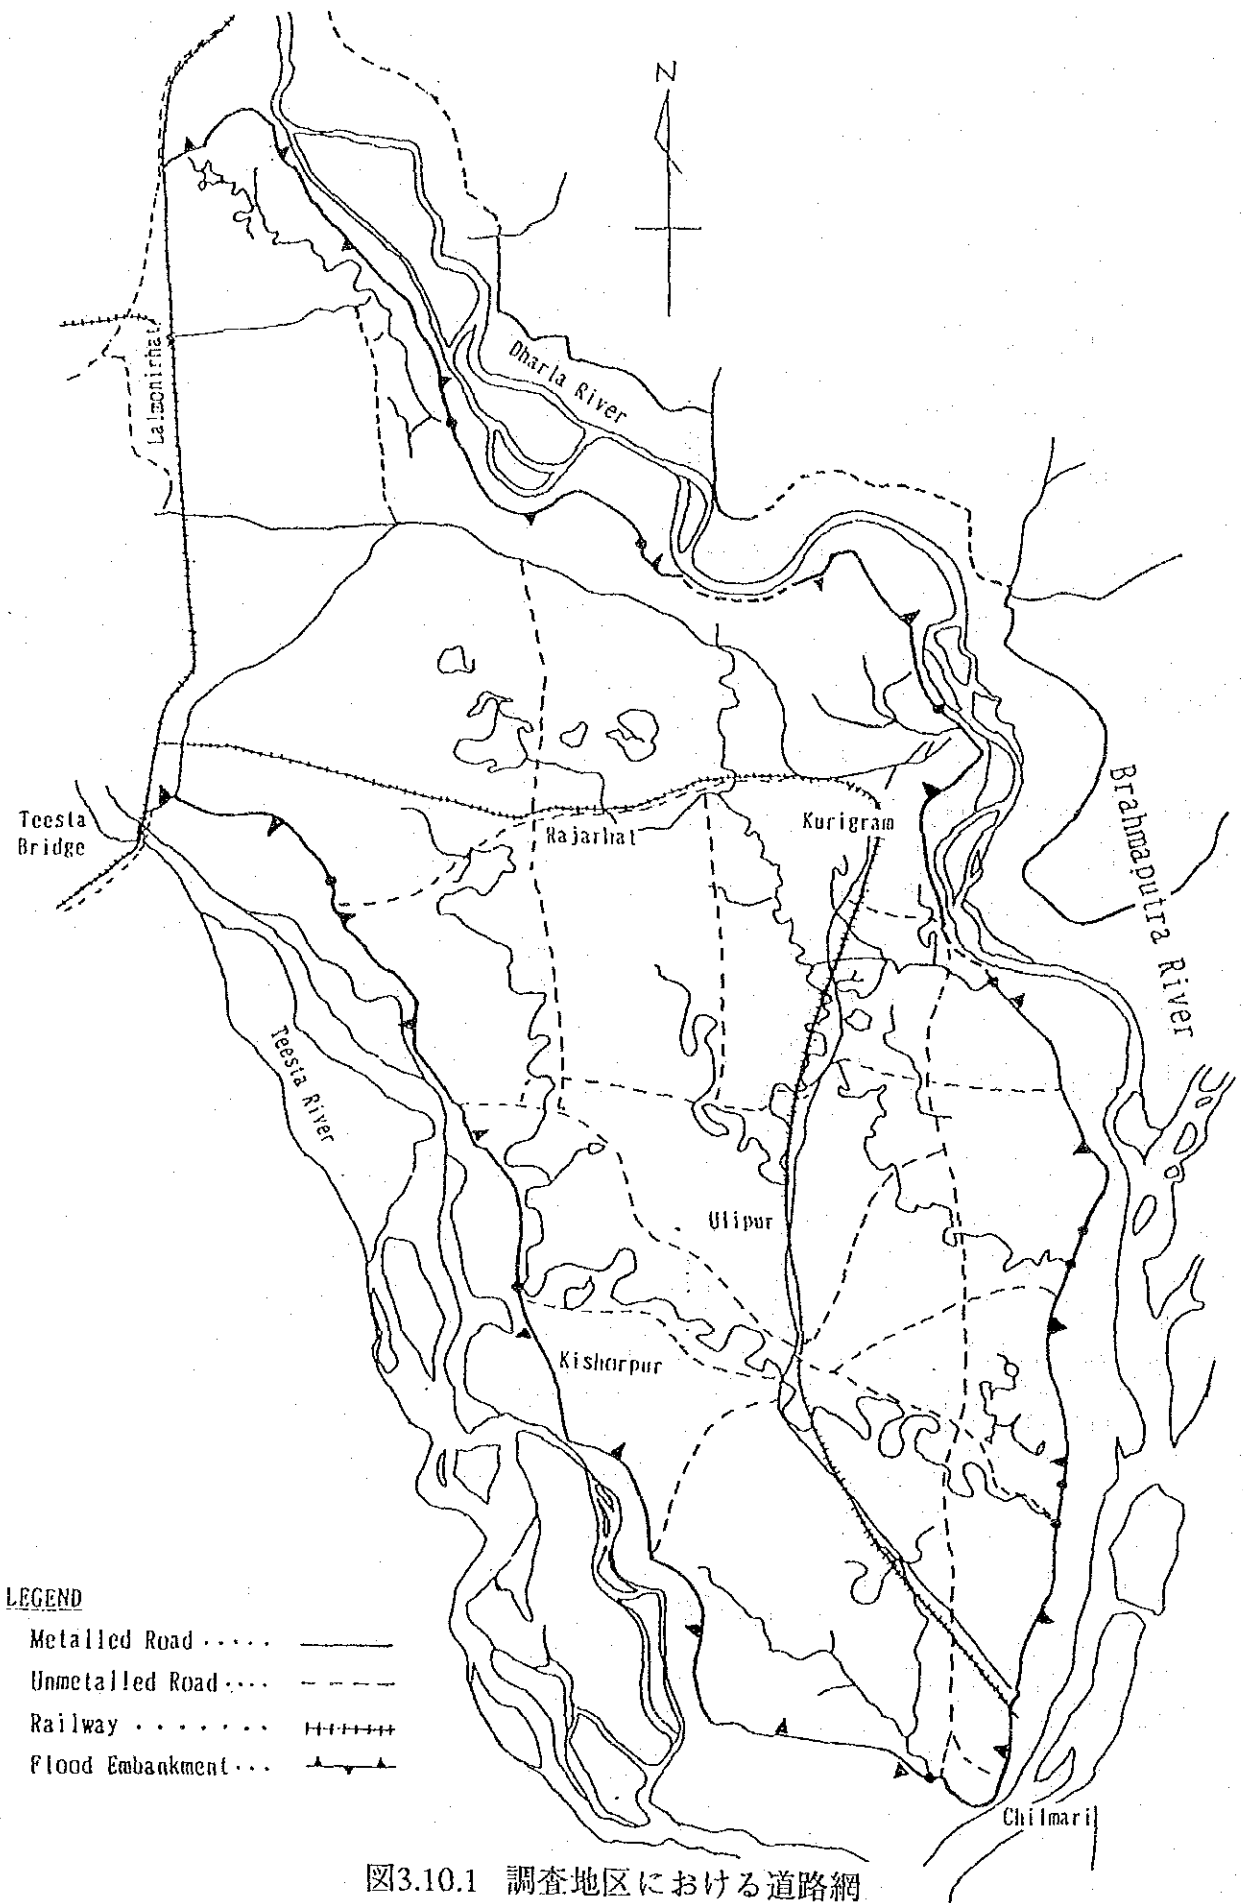 N
Lalmonirhat
Dharla River
Brahmaputra River
Teesta
Bridge
Rajarhat
Kurigram
Teesta River
Ulipur
Kishorpur
LEGEND
Metalled Road ·····
Unmetalled Road ····
Railway · · · · · · ·
Flood Embankment ···
Chilmari
図3.10.1 調査地区における道路網